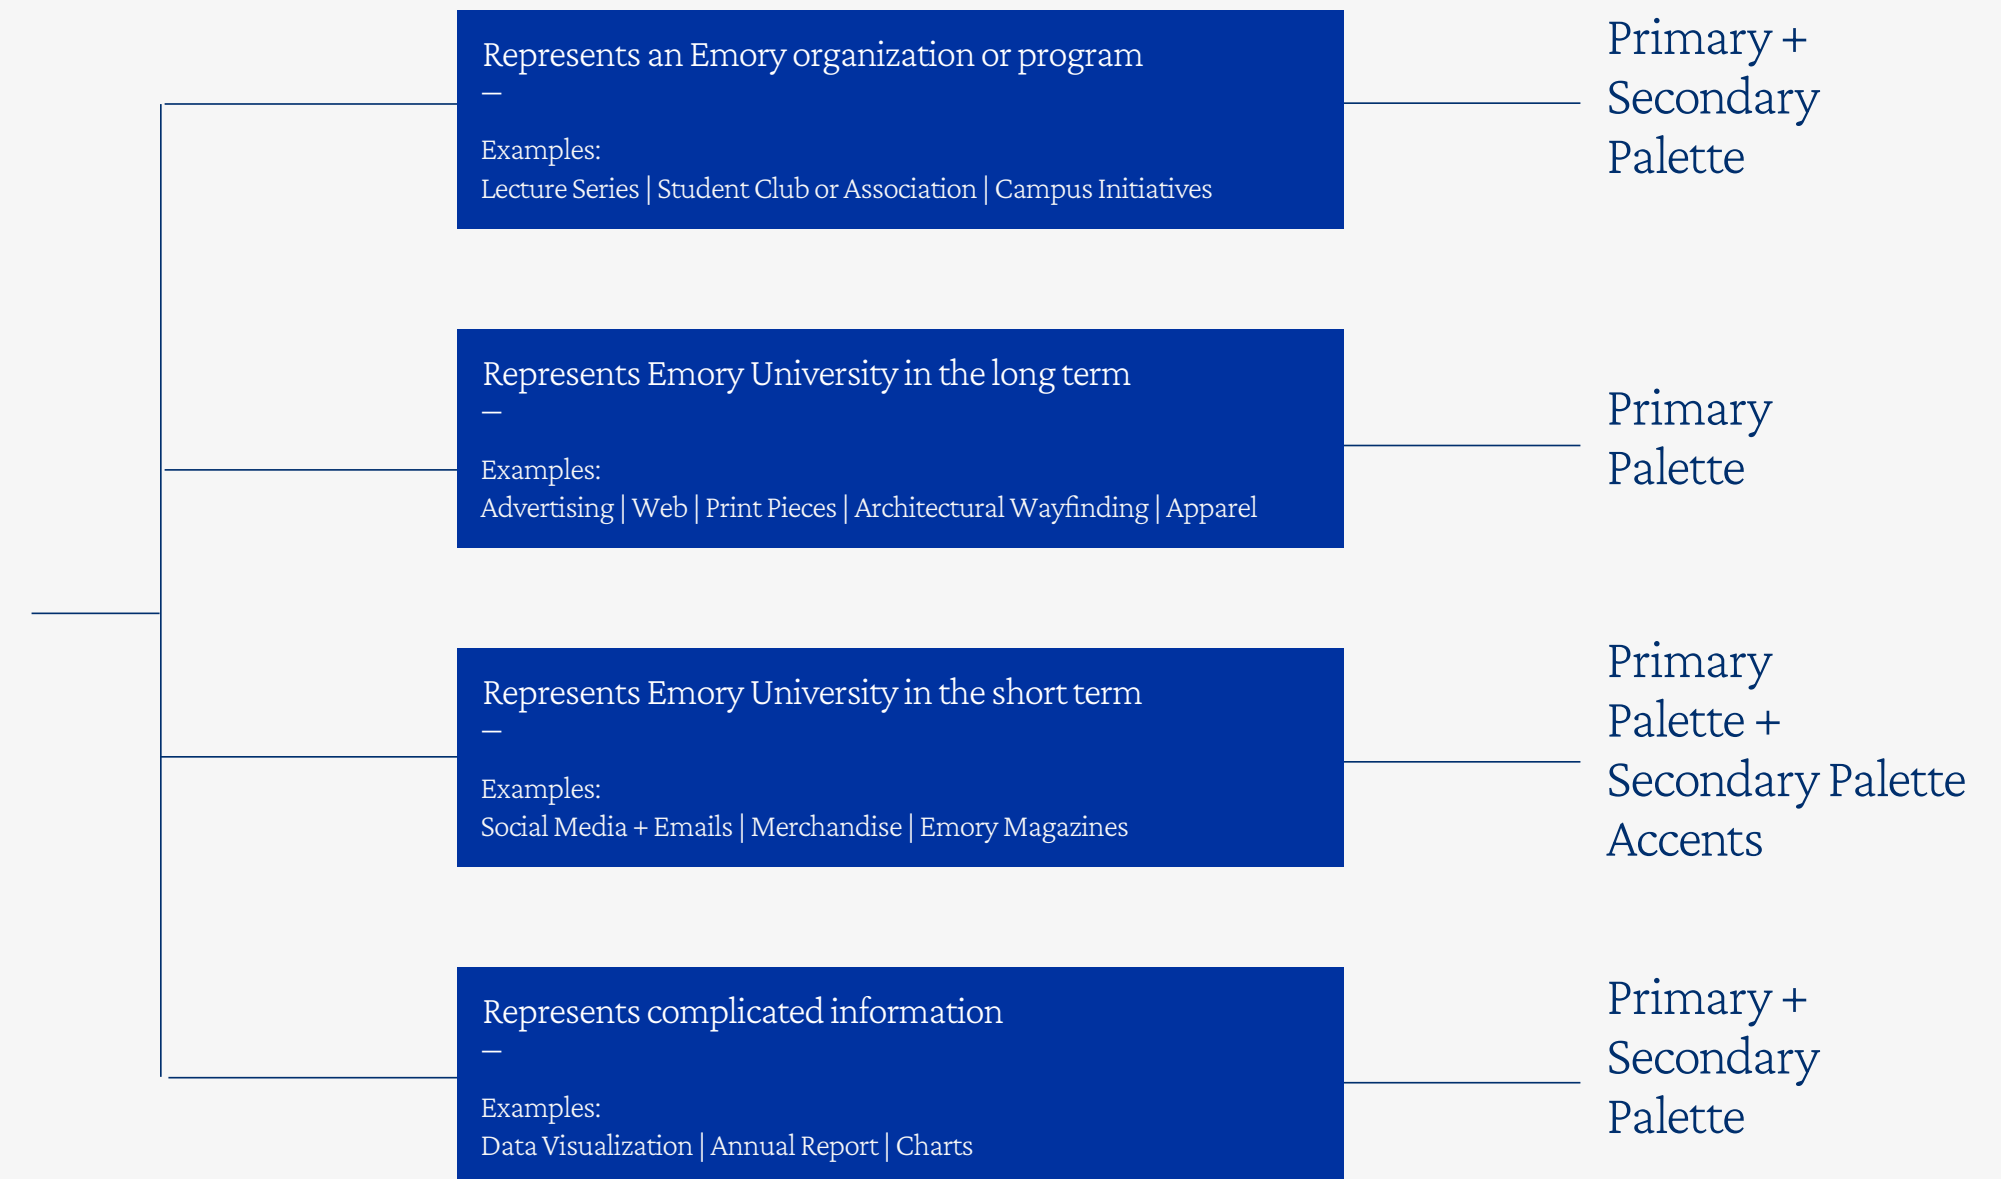 Represents an Emory organization or program
—
Examples:
Lecture Series | Student Club or Association | Campus Initiatives
Primary +
Secondary
Palette
Represents Emory University in the long term
—
Examples:
Advertising | Web | Print Pieces | Architectural Wayfinding | Apparel
Primary
Palette
Represents Emory University in the short term
—
Examples:
Social Media + Emails | Merchandise | Emory Magazines
Primary
Palette +
Secondary Palette
Accents
Represents complicated information
—
Examples:
Data Visualization | Annual Report | Charts
Primary +
Secondary
Palette